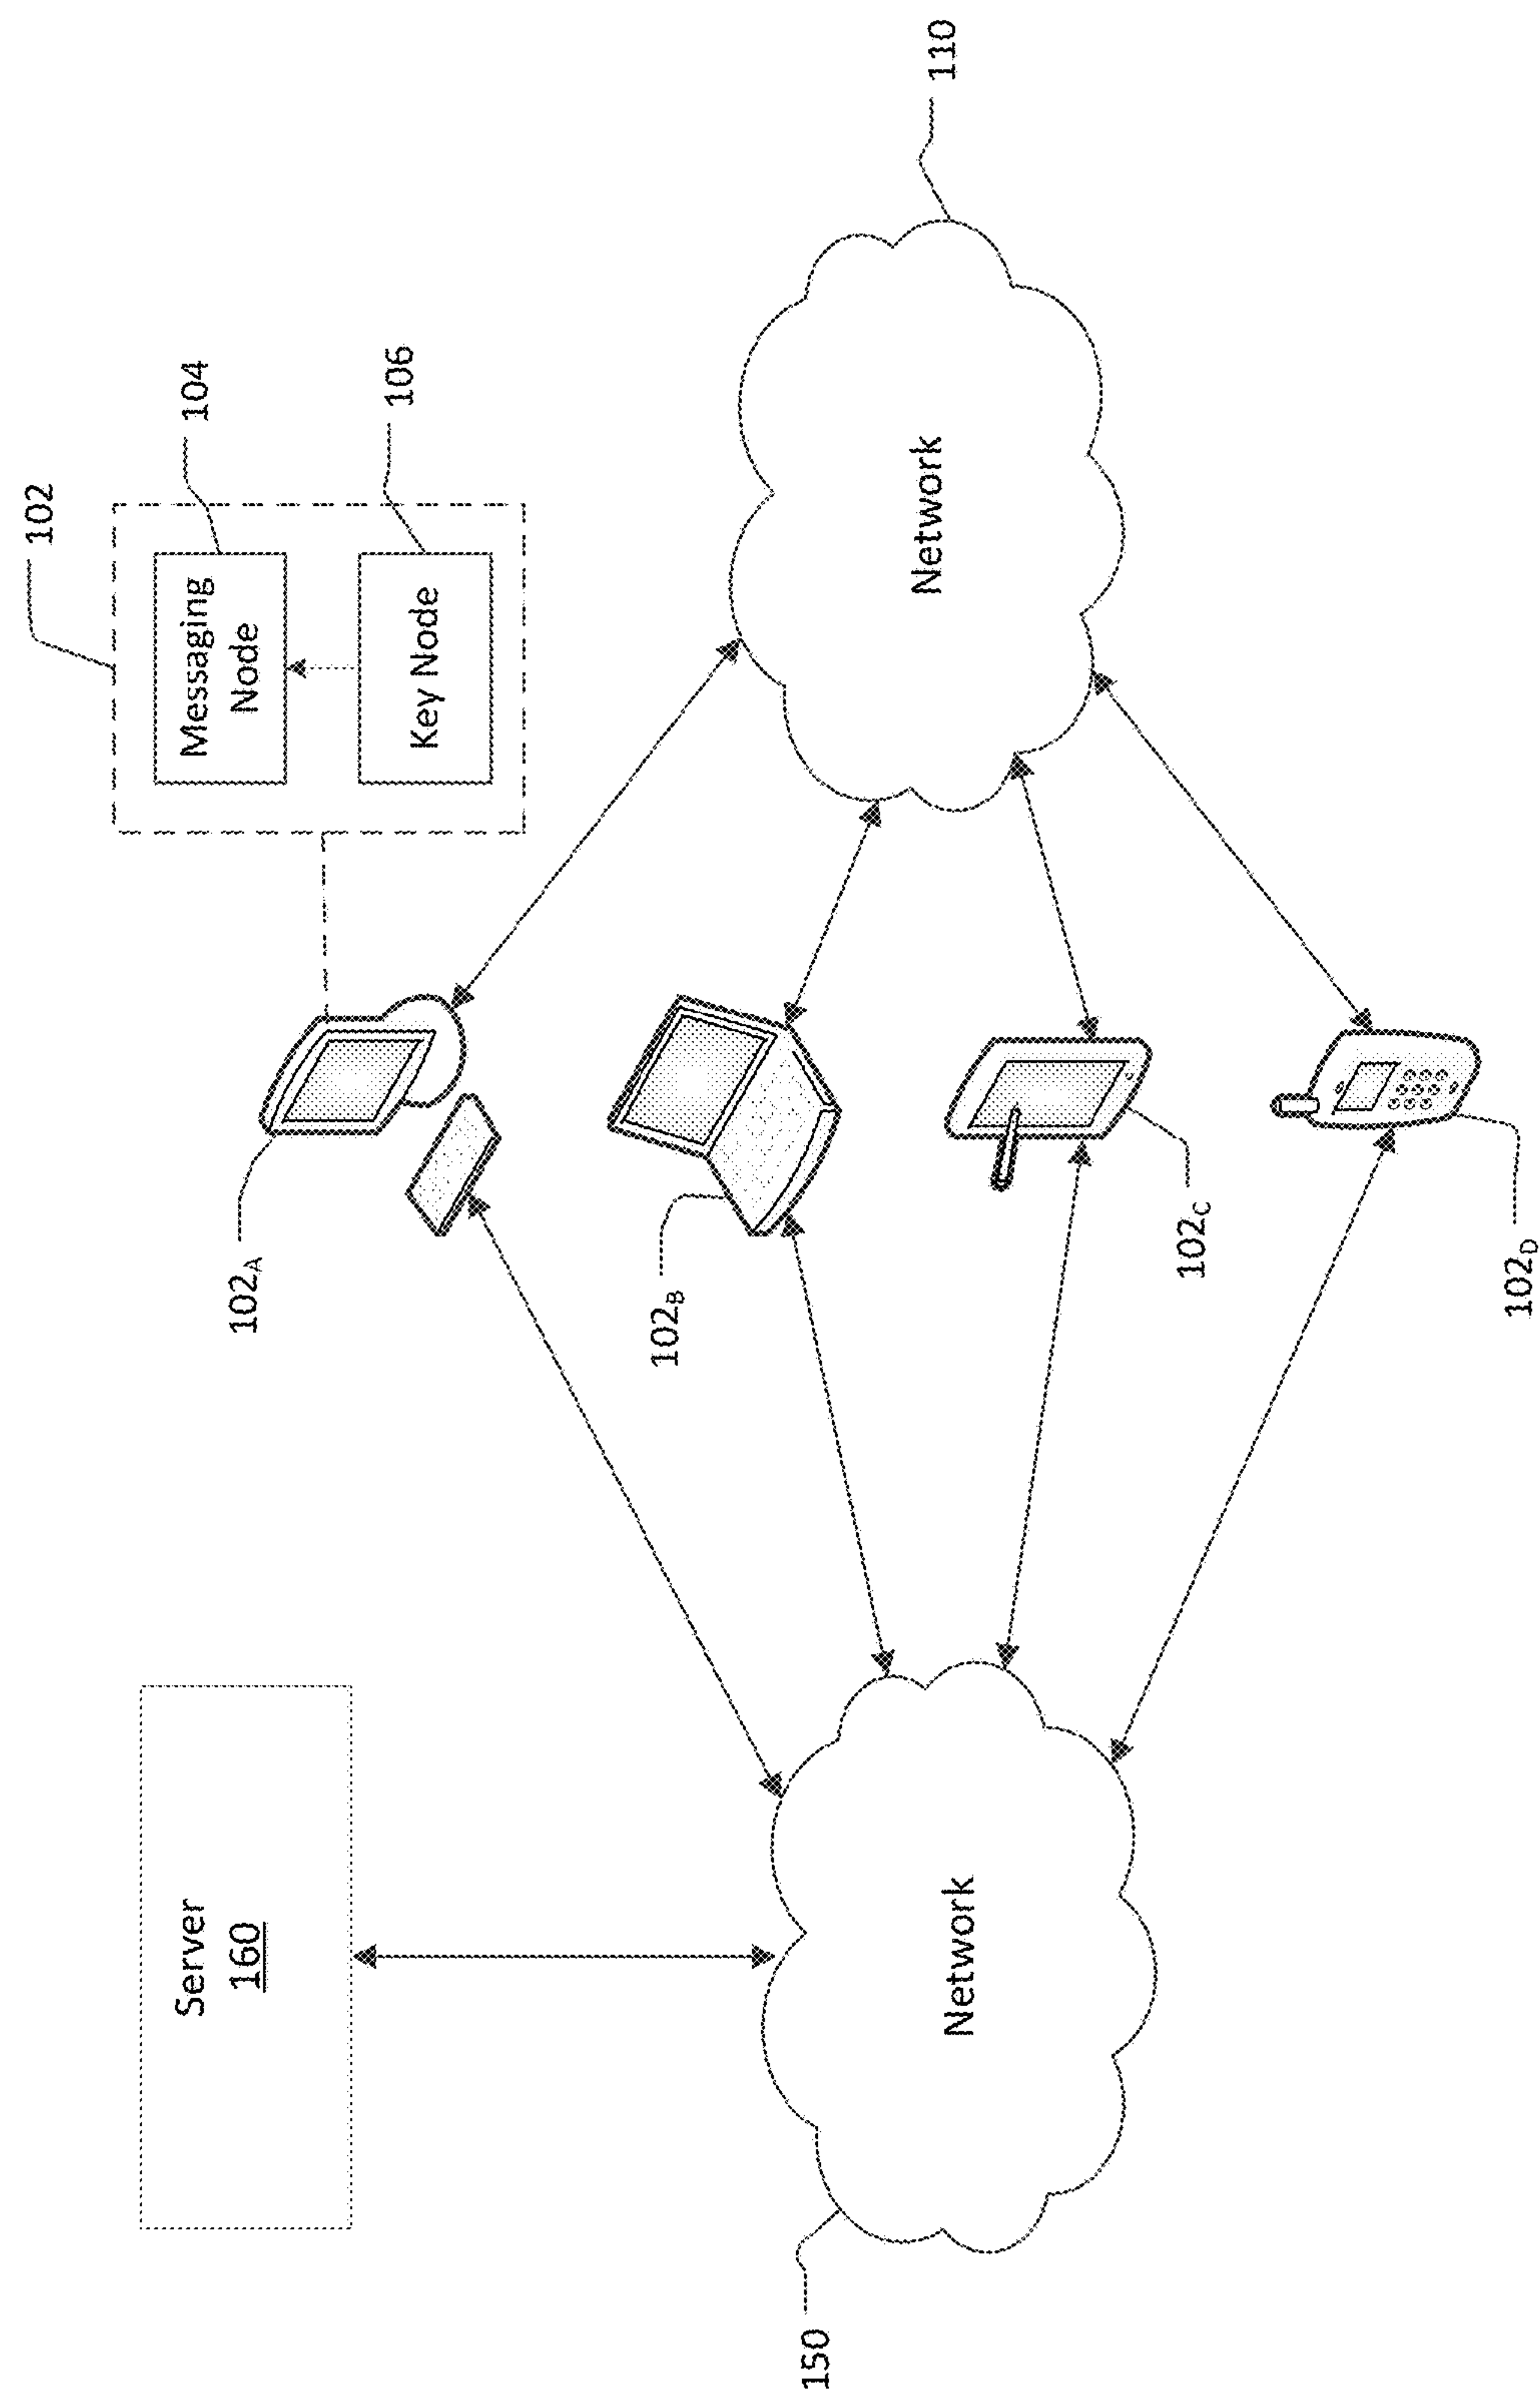 102
Server
160
Messaging
Node
104
102A
Key Node
106
102B
150
Network
Network
110
102C
102D